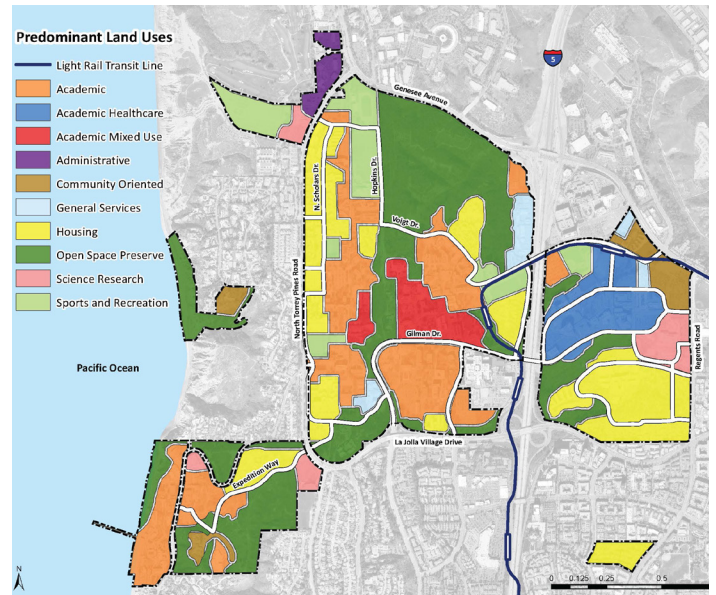 Predominant Land Uses
Light Rail Transit Line
Academic
Academic Healthcare
Academic Mixed Use
Administrative
Community Oriented
General Services
Housing
Open Space Preserve
Science Research
Sports and Recreation
5
Genesee Avenue
N. Scholars Dr.
Hopkins Dr.
Voigt Dr.
North Torrey Pines Road
Gilman Dr.
Regents Road
Pacific Ocean
La Jolla Village Drive
Expedition Way
N
0 0.125 0.25 0.5